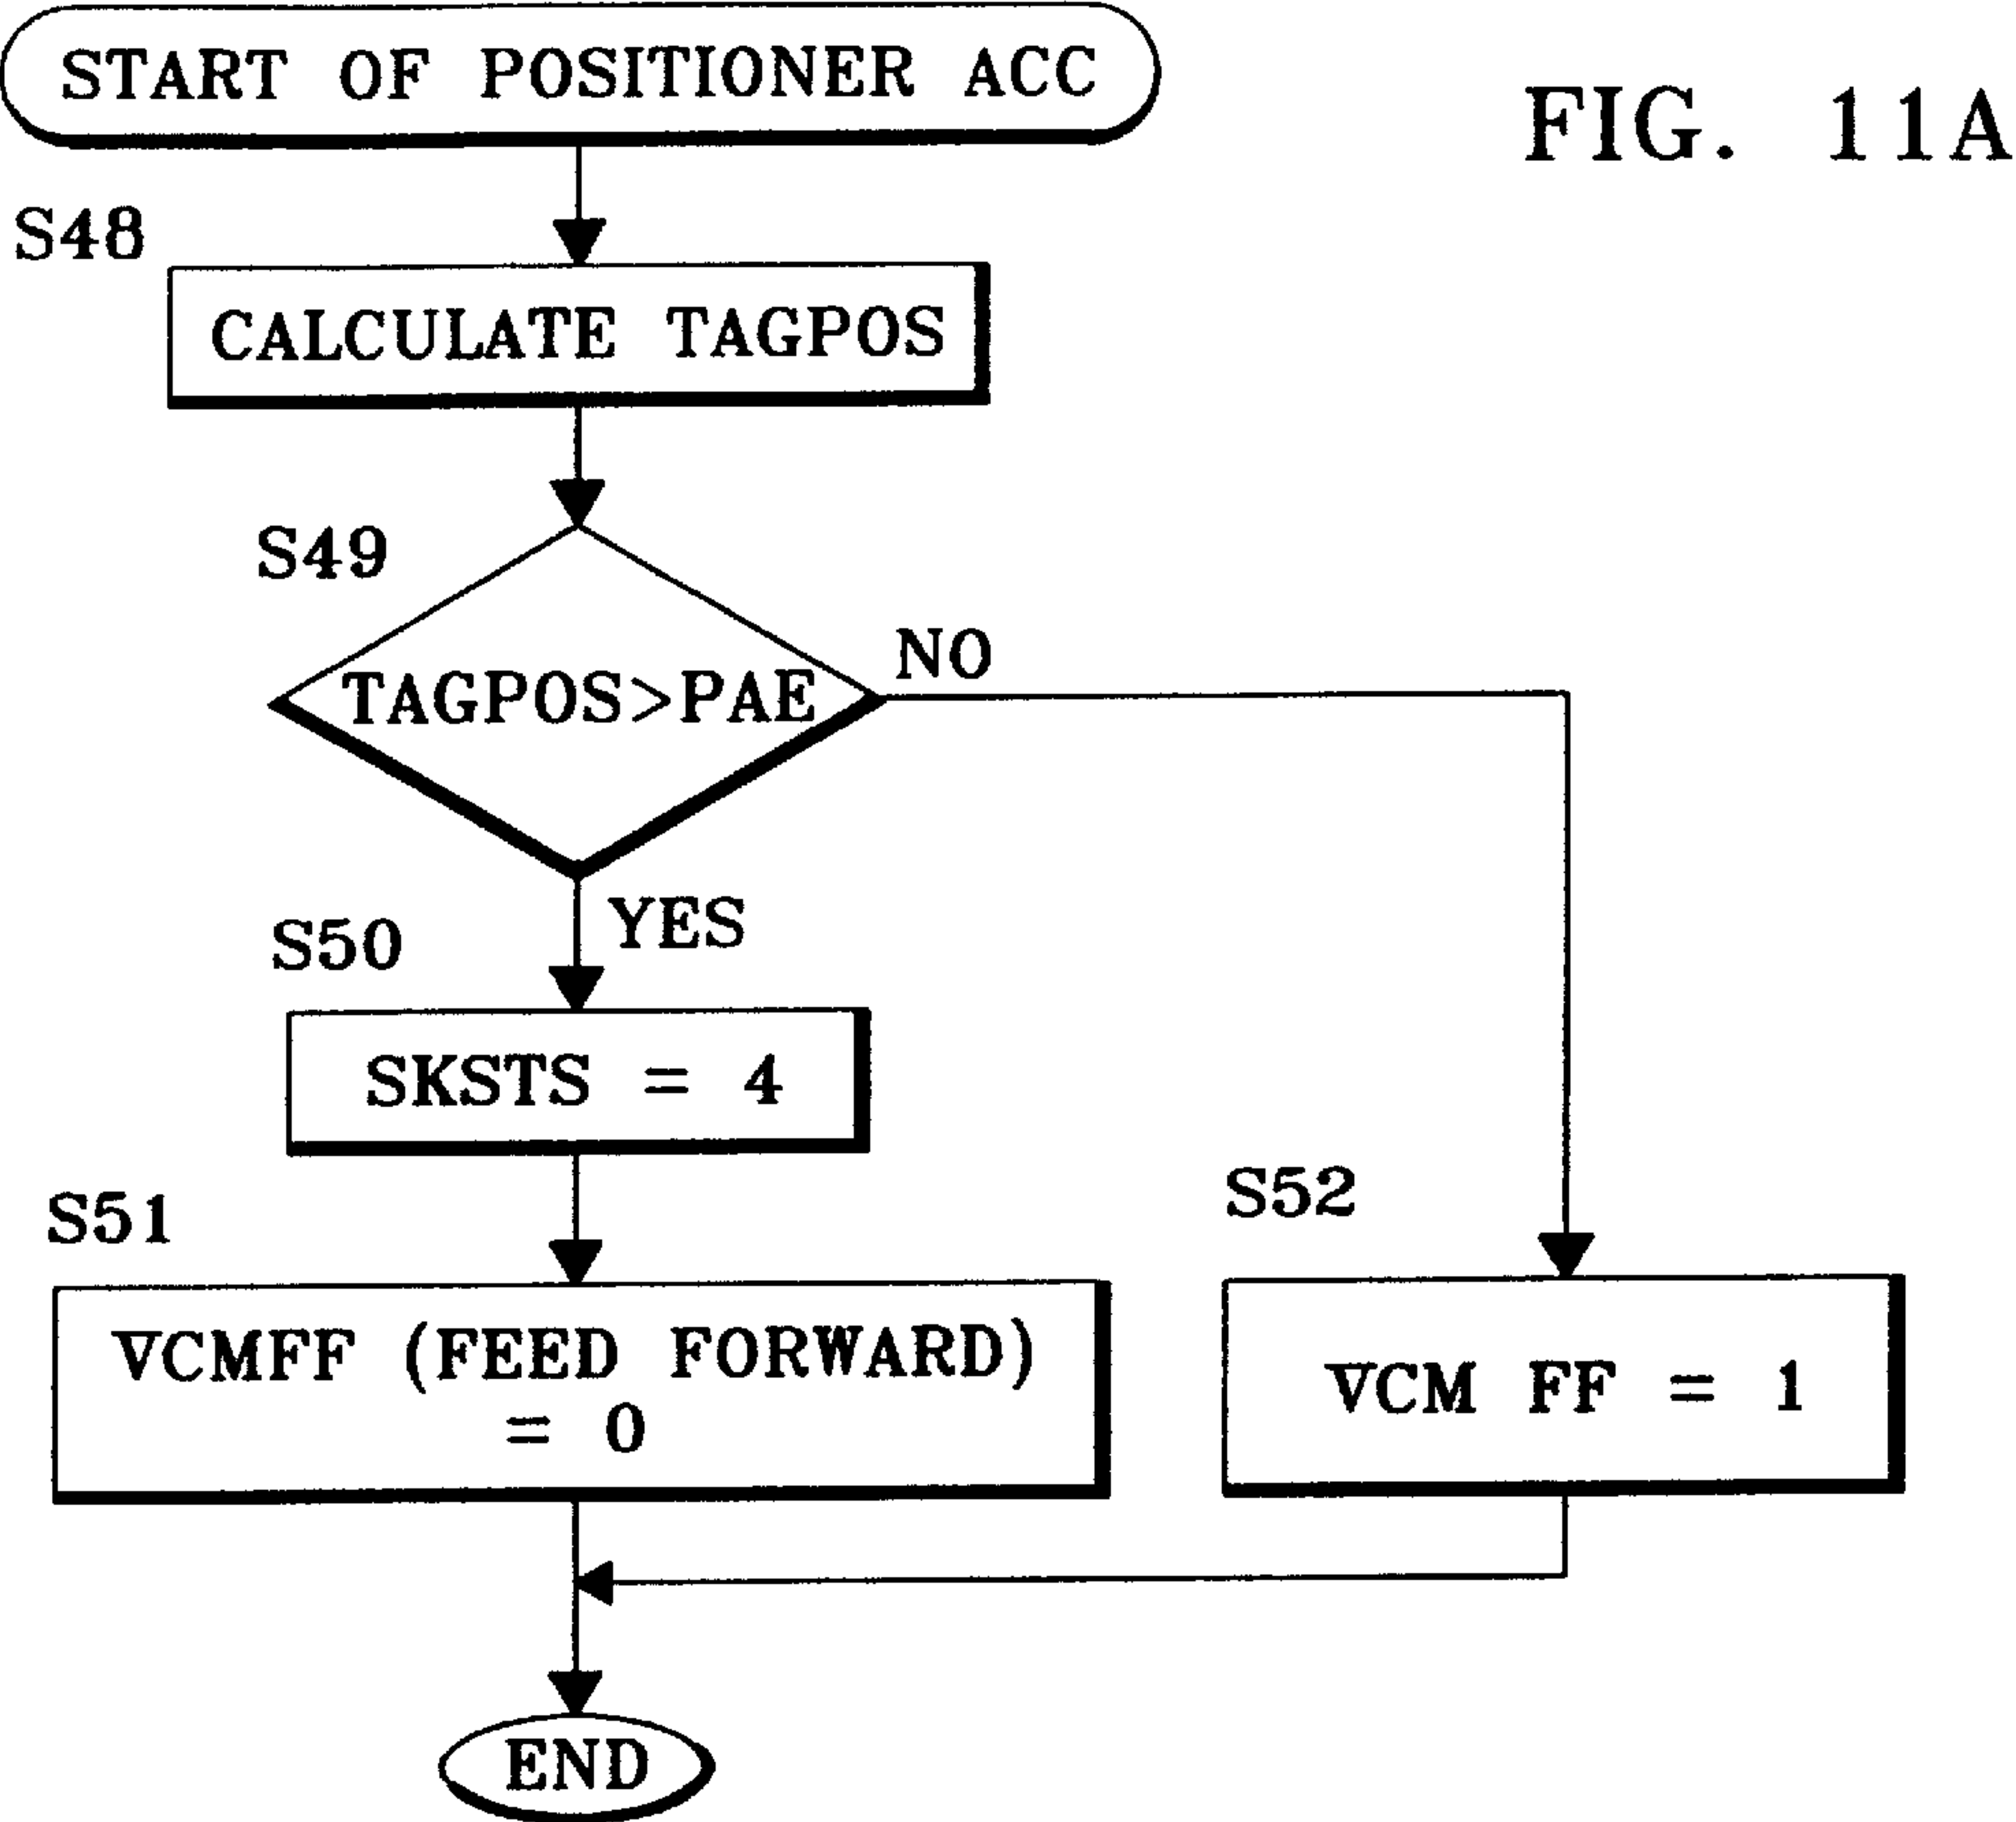 START OF POSITIONER ACC
FIG. 11A
S48
CALCULATE TAGPOS
S49
TAGPOS>PAE
NO
YES
S50
SKSTS = 4
S51
VCMFF (FEED FORWARD)
= 0
S52
VCM FF = 1
END